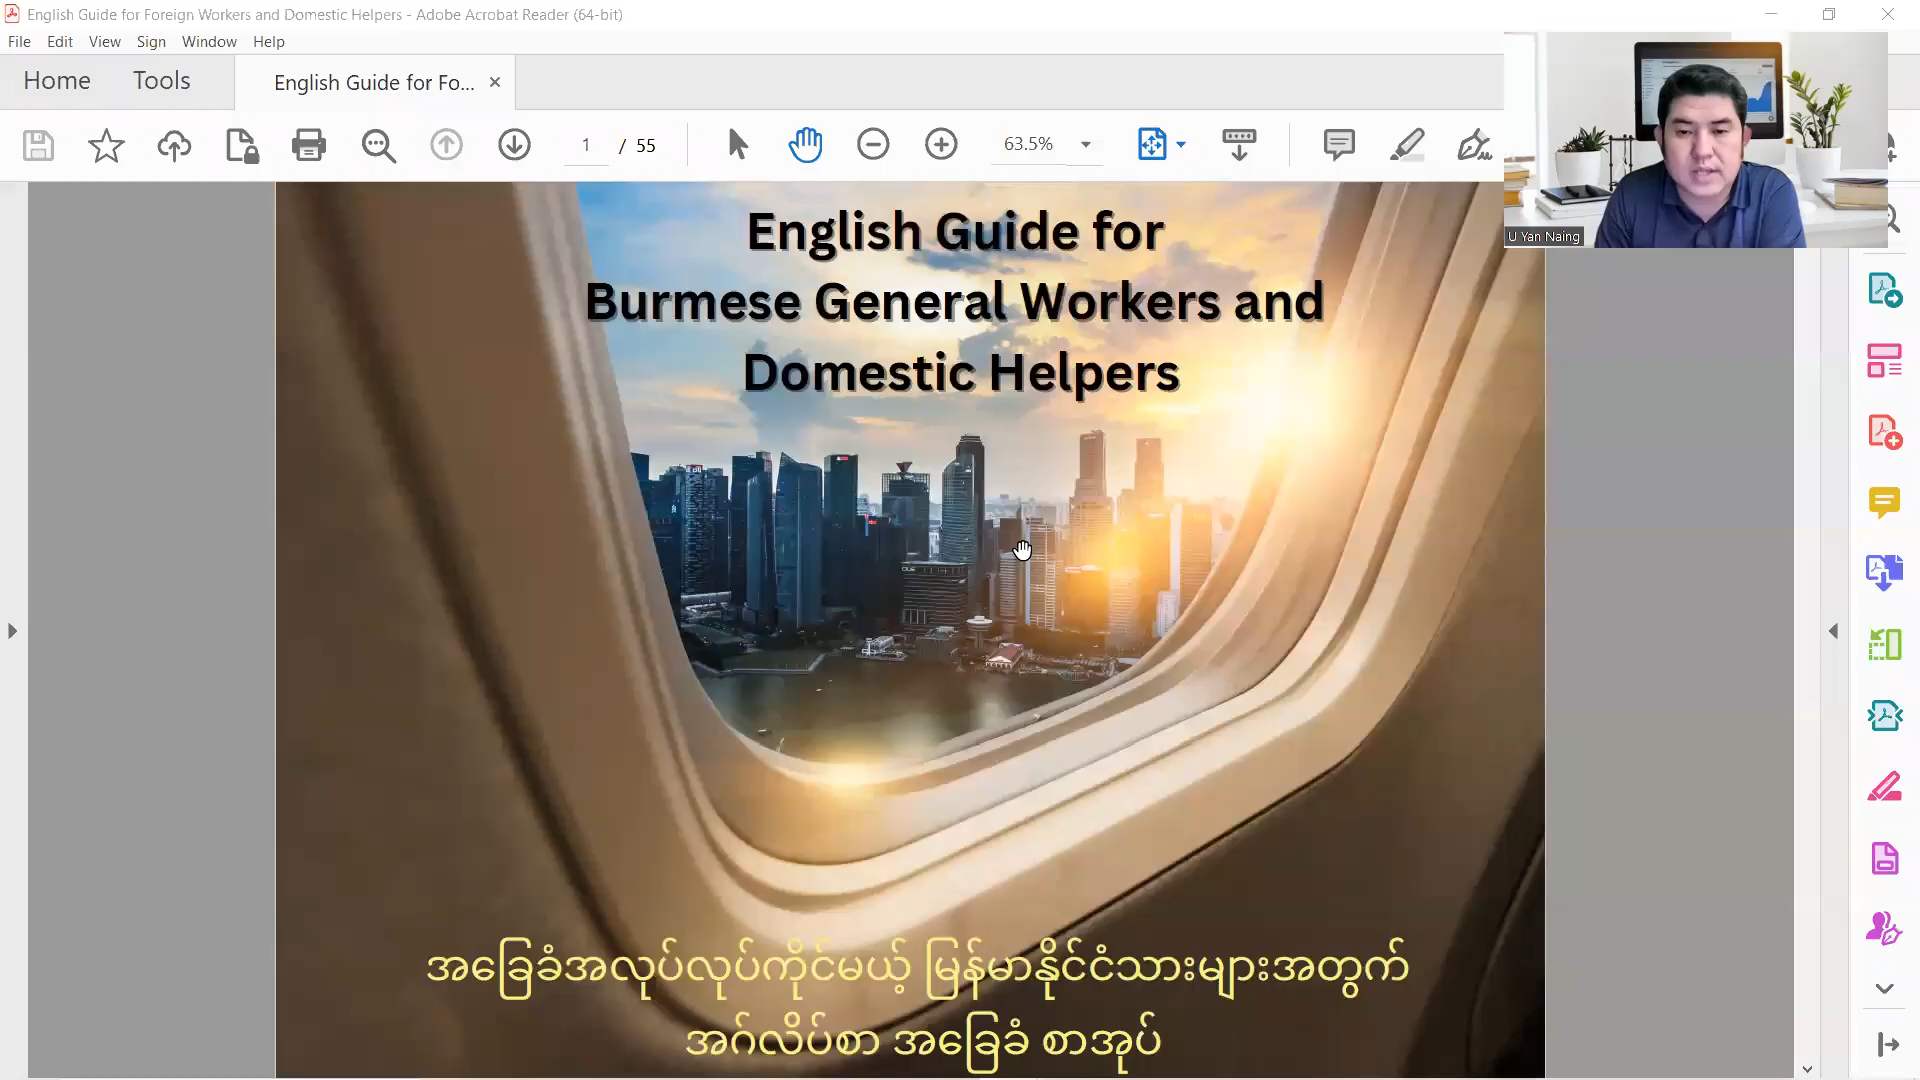 English Guide for Foreign Workers and Domestic Helpers - Adobe Acrobat Reader (64-bit)
File Edit View Sign Window Help
Home Tools English Guide for Fo...
1 / 55 63.5%
U Yan Naing
English Guide for
Burmese General Workers and
Domestic Helpers
အခြေခံအလုပ်လုပ်ကိုင်မယ့် မြန်မာနိုင်ငံသားများအတွက်
အဂ်လိပ်စာ အခြေခံ စာအုပ်